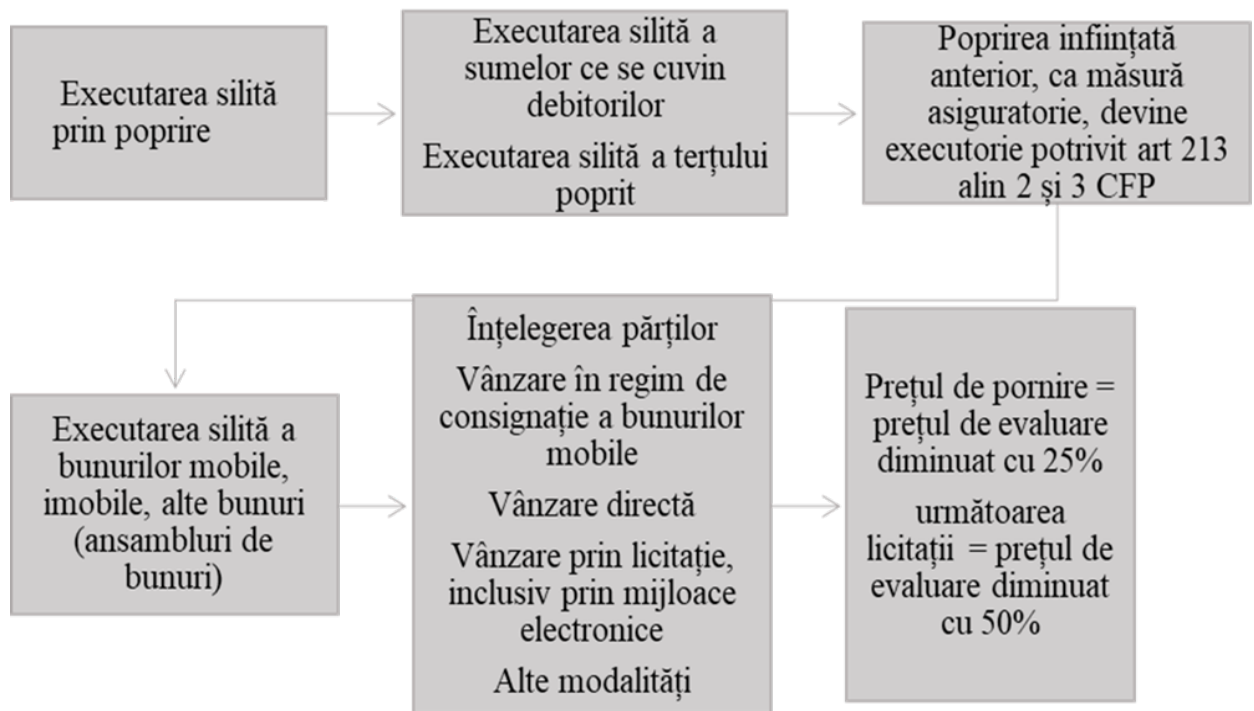 Executarea silită
prin poprire
Executarea silită a
sumelor ce se cuvin
debitorilor
Executarea silită a terțului
poprit
Poprirea inființată
anterior, ca măsură
asiguratorie, devine
executorie potrivit art 213
alin 2 și 3 CFP
Executarea silită a
bunurilor mobile,
imobile, alte bunuri
(ansambluri de
bunuri)
Înțelegerea părților
Vânzare în regim de
consignație a bunurilor
mobile
Vânzare directă
Vânzare prin licitație,
inclusiv prin mijloace
electronice
Alte modalități
Prețul de pornire =
prețul de evaluare
diminuat cu 25%
următoarea
licitații = prețul de
evaluare diminuat
cu 50%